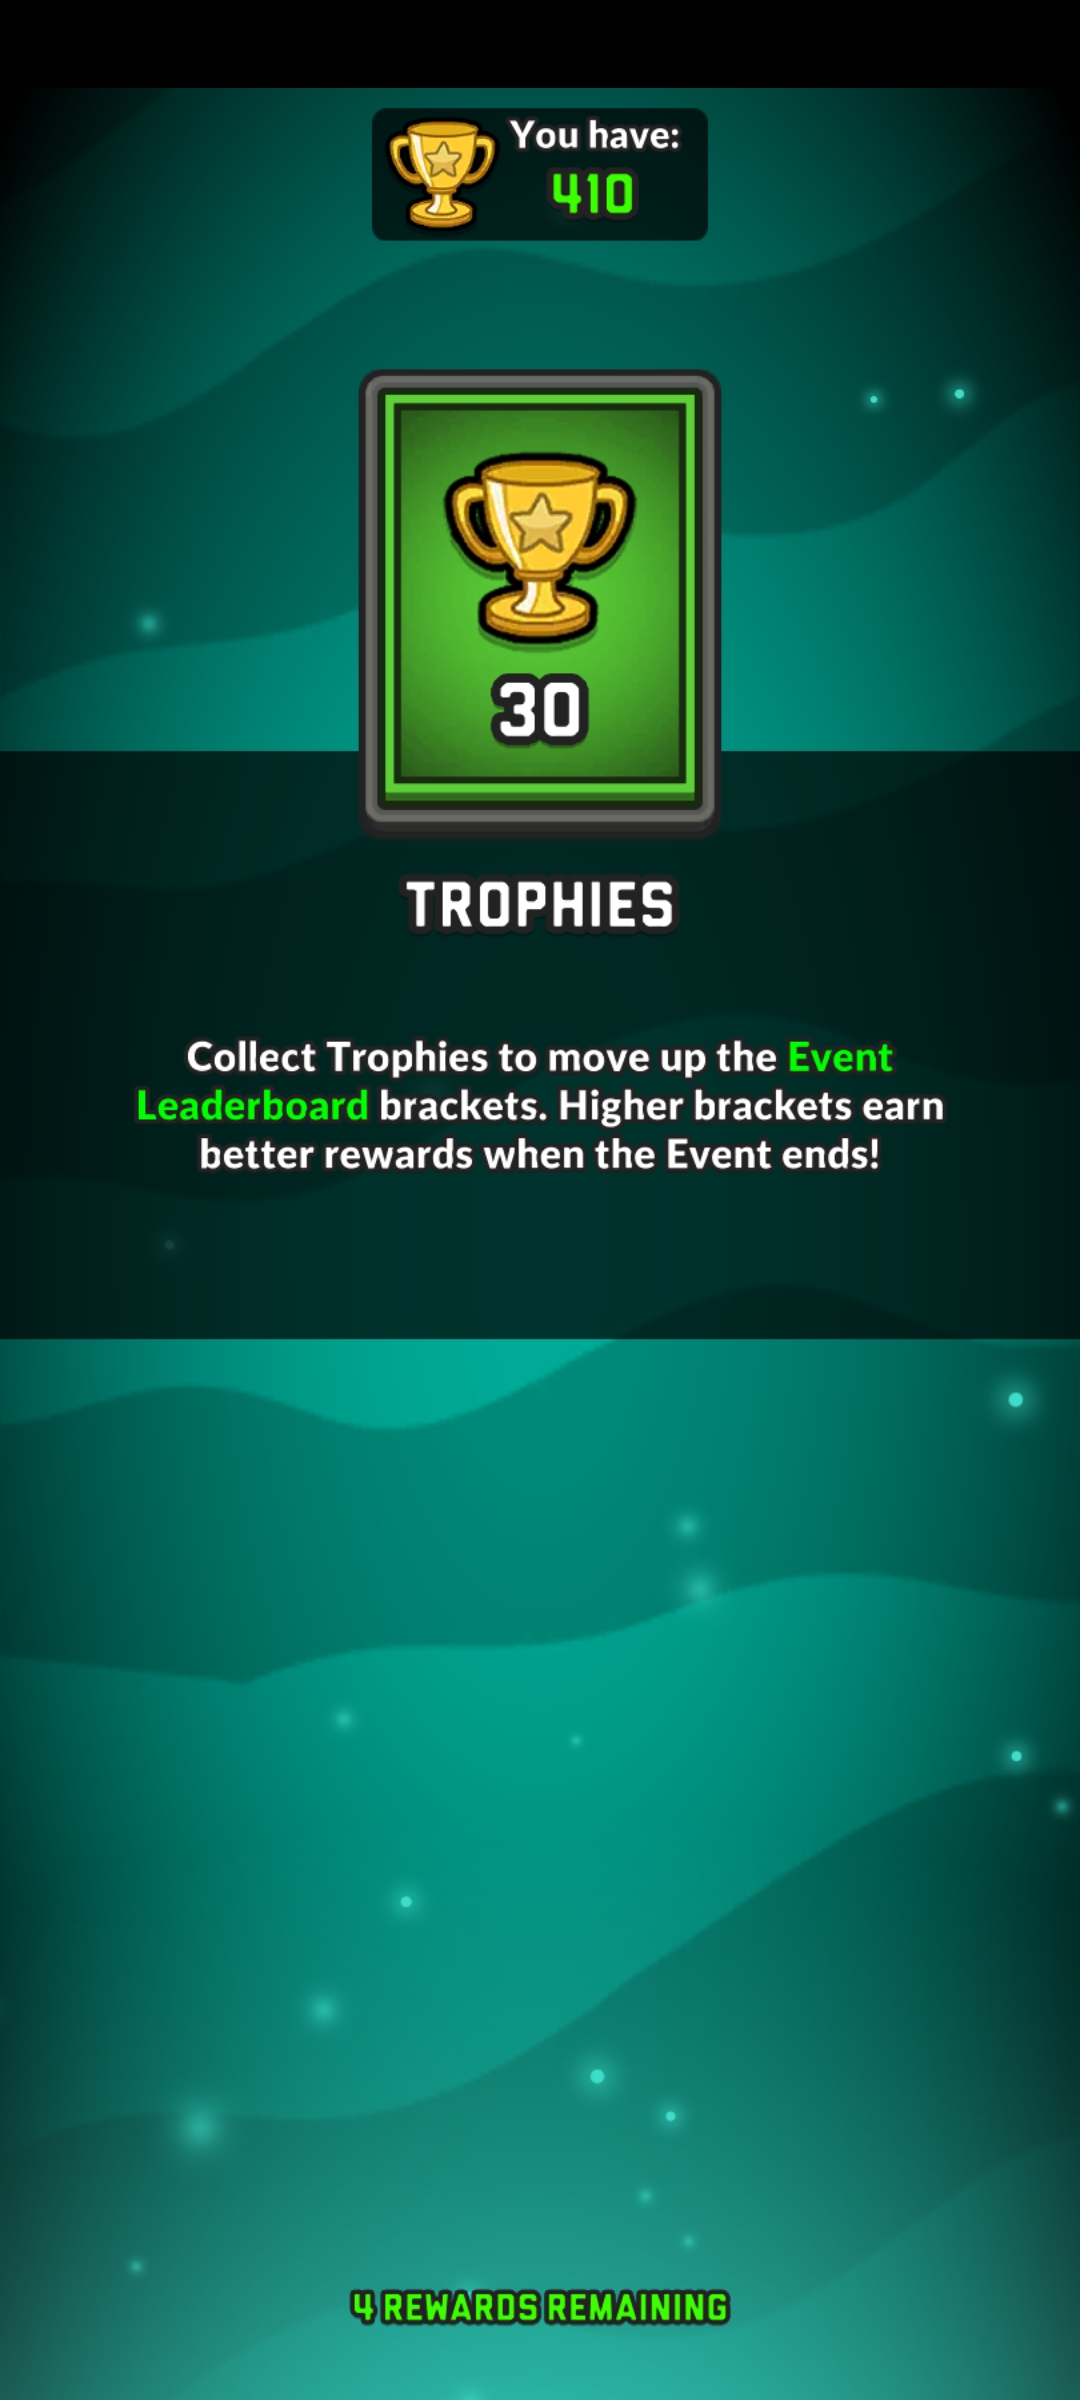 You have:
410
30
TROPHIES
Collect Trophies to move up the Event
Leaderboard brackets. Higher brackets earn
better rewards when the Event ends!
4 REWARDS REMAINING